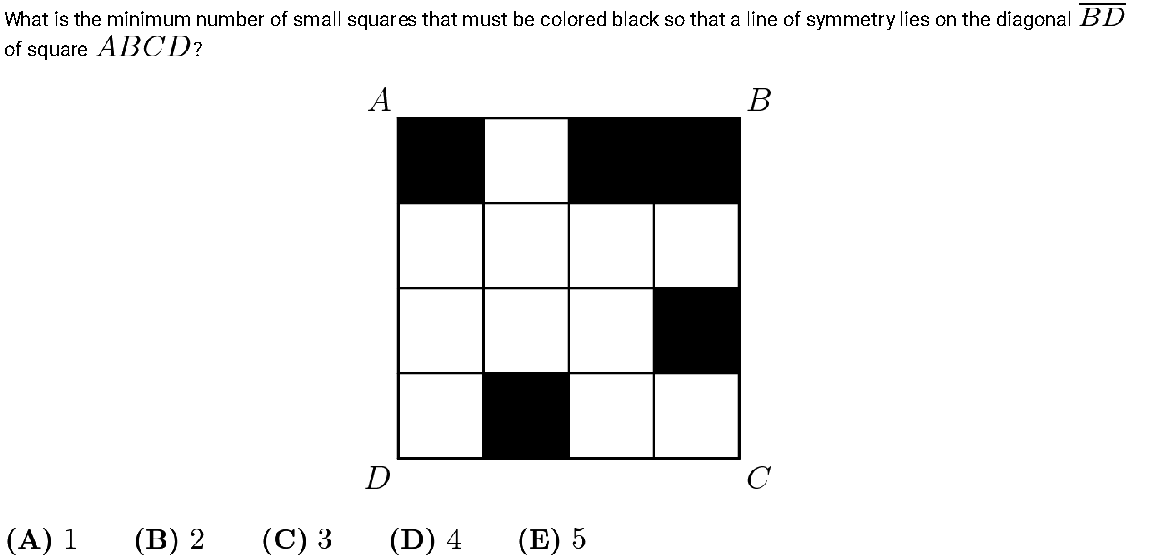 What is the minimum number of small squares that must be colored black so that a line of symmetry lies on the diagonal $\overline{BD}$
of square $ABCD$?
A B
D C
(A) 1 (B) 2 (C) 3 (D) 4 (E) 5